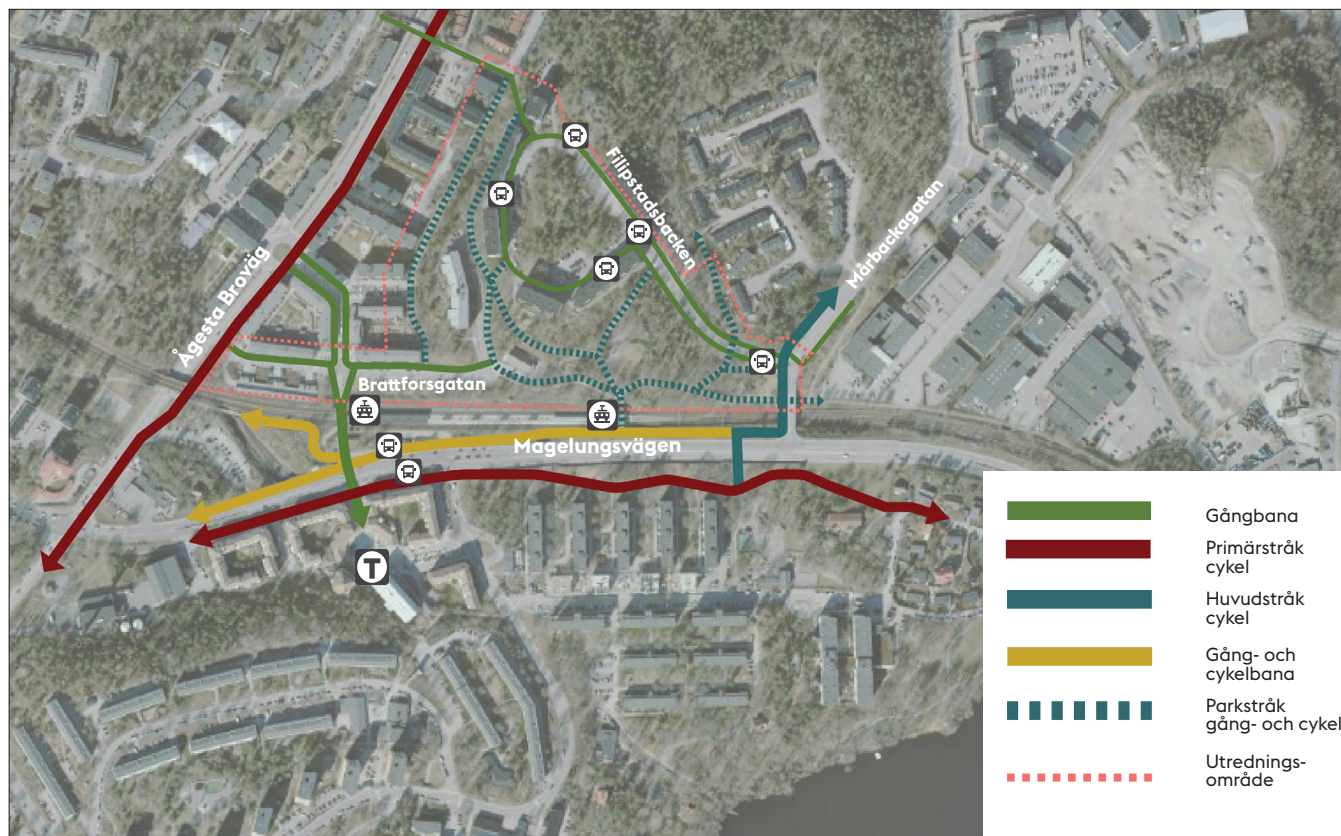 Filipstadsbacken
Mårbackagatan
Ågesta Broväg
Brattforsgatan
Magelungsvägen
T
Gångbana
Primärstråk
cykel
Huvudstråk
cykel
Gång- och
cykelbana
Parkstråk
gång- och cykel
Utrednings-
område